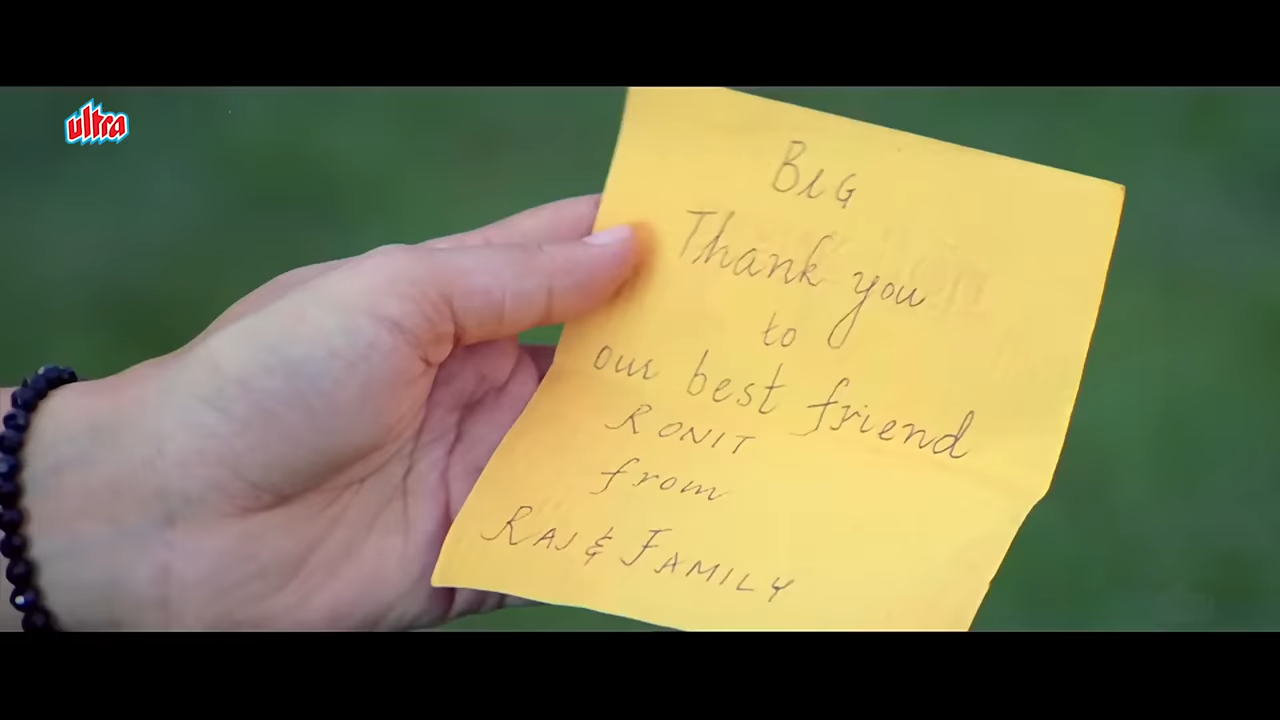 ultra
BIG
Thank you
to
our best friend
RONIT
from
RAJ & FAMILY